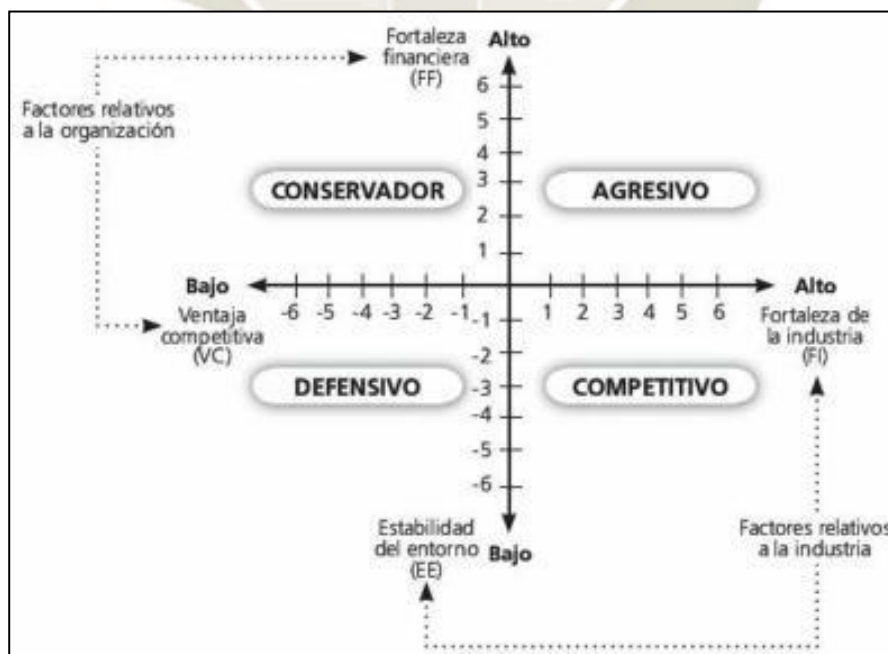 Fortaleza
financiera
(FF)
Alto
Factores relativos
a la organización
6
5
4
3
2
1
CONSERVADOR
AGRESIVO
Bajo
Alto
-6 -5 -4 -3 -2 -1
1 2 3 4 5 6
Ventaja
competitiva
(VC)
Fortaleza de
la industria
(FI)
-1
-2
-3
-4
-5
-6
DEFENSIVO
COMPETITIVO
Estabilidad
del entorno
(EE)
Bajo
Factores relativos
a la industria